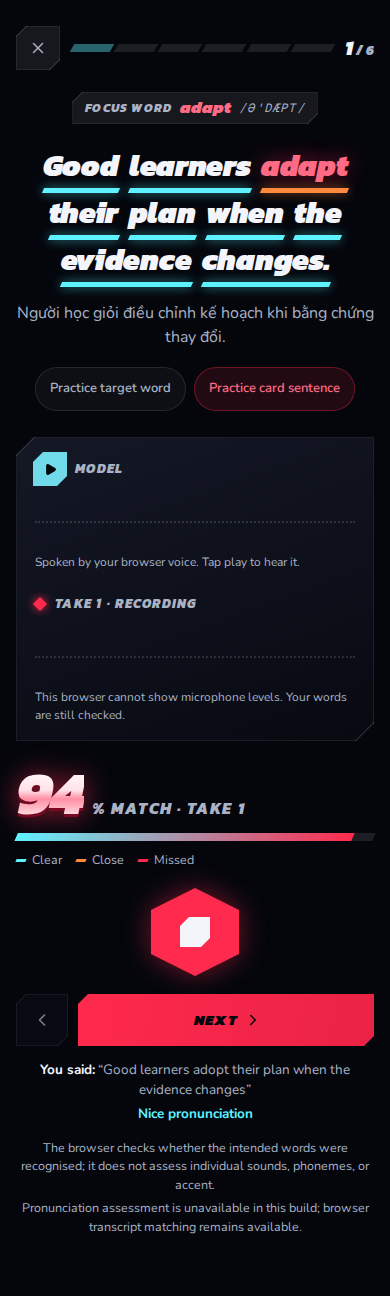 1 / 6
FOCUS WORD adapt /ə ˈ dæpt /
Good learners adapt
their plan when the
evidence changes.
Người học giỏi điều chỉnh kế hoạch khi bằng chứng
thay đổi.
Practice target word
Practice card sentence
MODEL
Spoken by your browser voice. Tap play to hear it.
TAKE 1 · RECORDING
This browser cannot show microphone levels. Your words
are still checked.
94 % MATCH · TAKE 1
Clear Close Missed
NEXT
You said: “Good learners adopt their plan when the
evidence changes”
Nice pronunciation
The browser checks whether the intended words were
recognised; it does not assess individual sounds, phonemes, or
accent.
Pronunciation assessment is unavailable in this build; browser
transcript matching remains available.